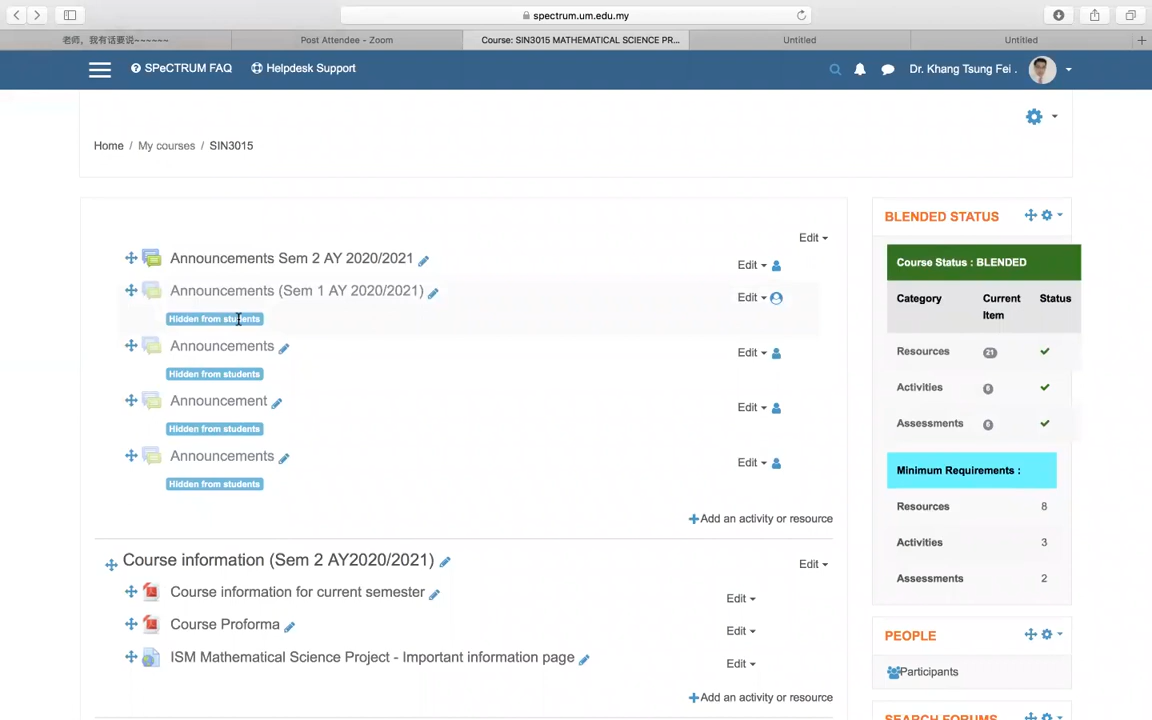 spectrum.um.edu.my
老师，我有话要说~~~~~~
Post Attendee - Zoom
Course: SIN3015 MATHEMATICAL SCIENCE PR...
Untitled
Untitled
SPeCTRUM FAQ
Helpdesk Support
Dr. Khang Tsung Fei .
Home / My courses / SIN3015
Edit
Announcements Sem 2 AY 2020/2021
Edit
Announcements (Sem 1 AY 2020/2021)
Edit
Hidden from students
Announcements
Edit
Hidden from students
Announcement
Edit
Hidden from students
Announcements
Edit
Hidden from students
Add an activity or resource
Course information (Sem 2 AY2020/2021)
Edit
Course information for current semester
Edit
Course Proforma
Edit
ISM Mathematical Science Project - Important information page
Edit
Add an activity or resource
BLENDED STATUS
Course Status : BLENDED
Category Current Item Status
Resources 21
Activities 6
Assessments 6
Minimum Requirements :
Resources 8
Activities 3
Assessments 2
PEOPLE
Participants
SEARCH FORUMS